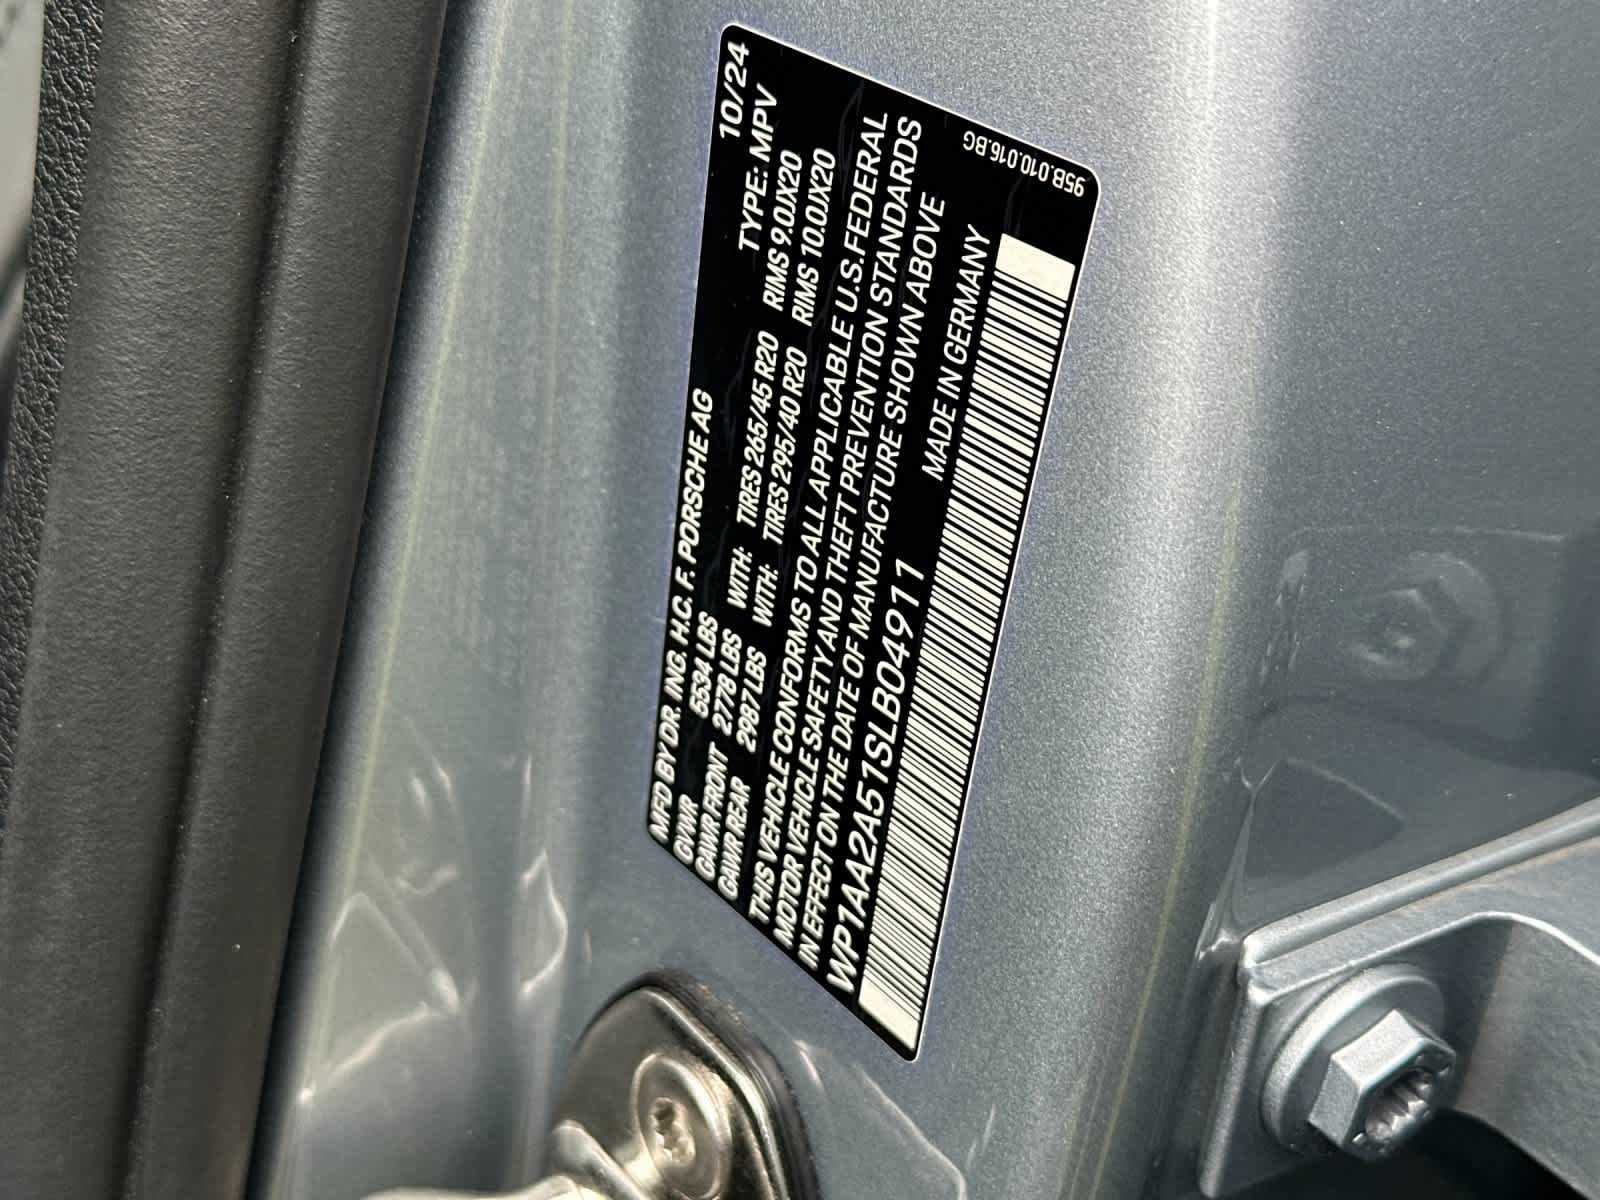 10/24
MFD BY DR. ING. H.C. F. PORSCHE AG TYPE: MPV
GVWR 5534 LBS
GAWR FRONT 2778 LBS WITH: TIRES 265/45 R20 RIMS 9.0JX20
GAWR REAR 2987 LBS WITH: TIRES 295/40 R20 RIMS 10.0JX20
THIS VEHICLE CONFORMS TO ALL APPLICABLE U.S. FEDERAL
MOTOR VEHICLE SAFETY AND THEFT PREVENTION STANDARDS
IN EFFECT ON THE DATE OF MANUFACTURE SHOWN ABOVE
WP1AA2A51SLB04911 MADE IN GERMANY
95B.010.016.BG